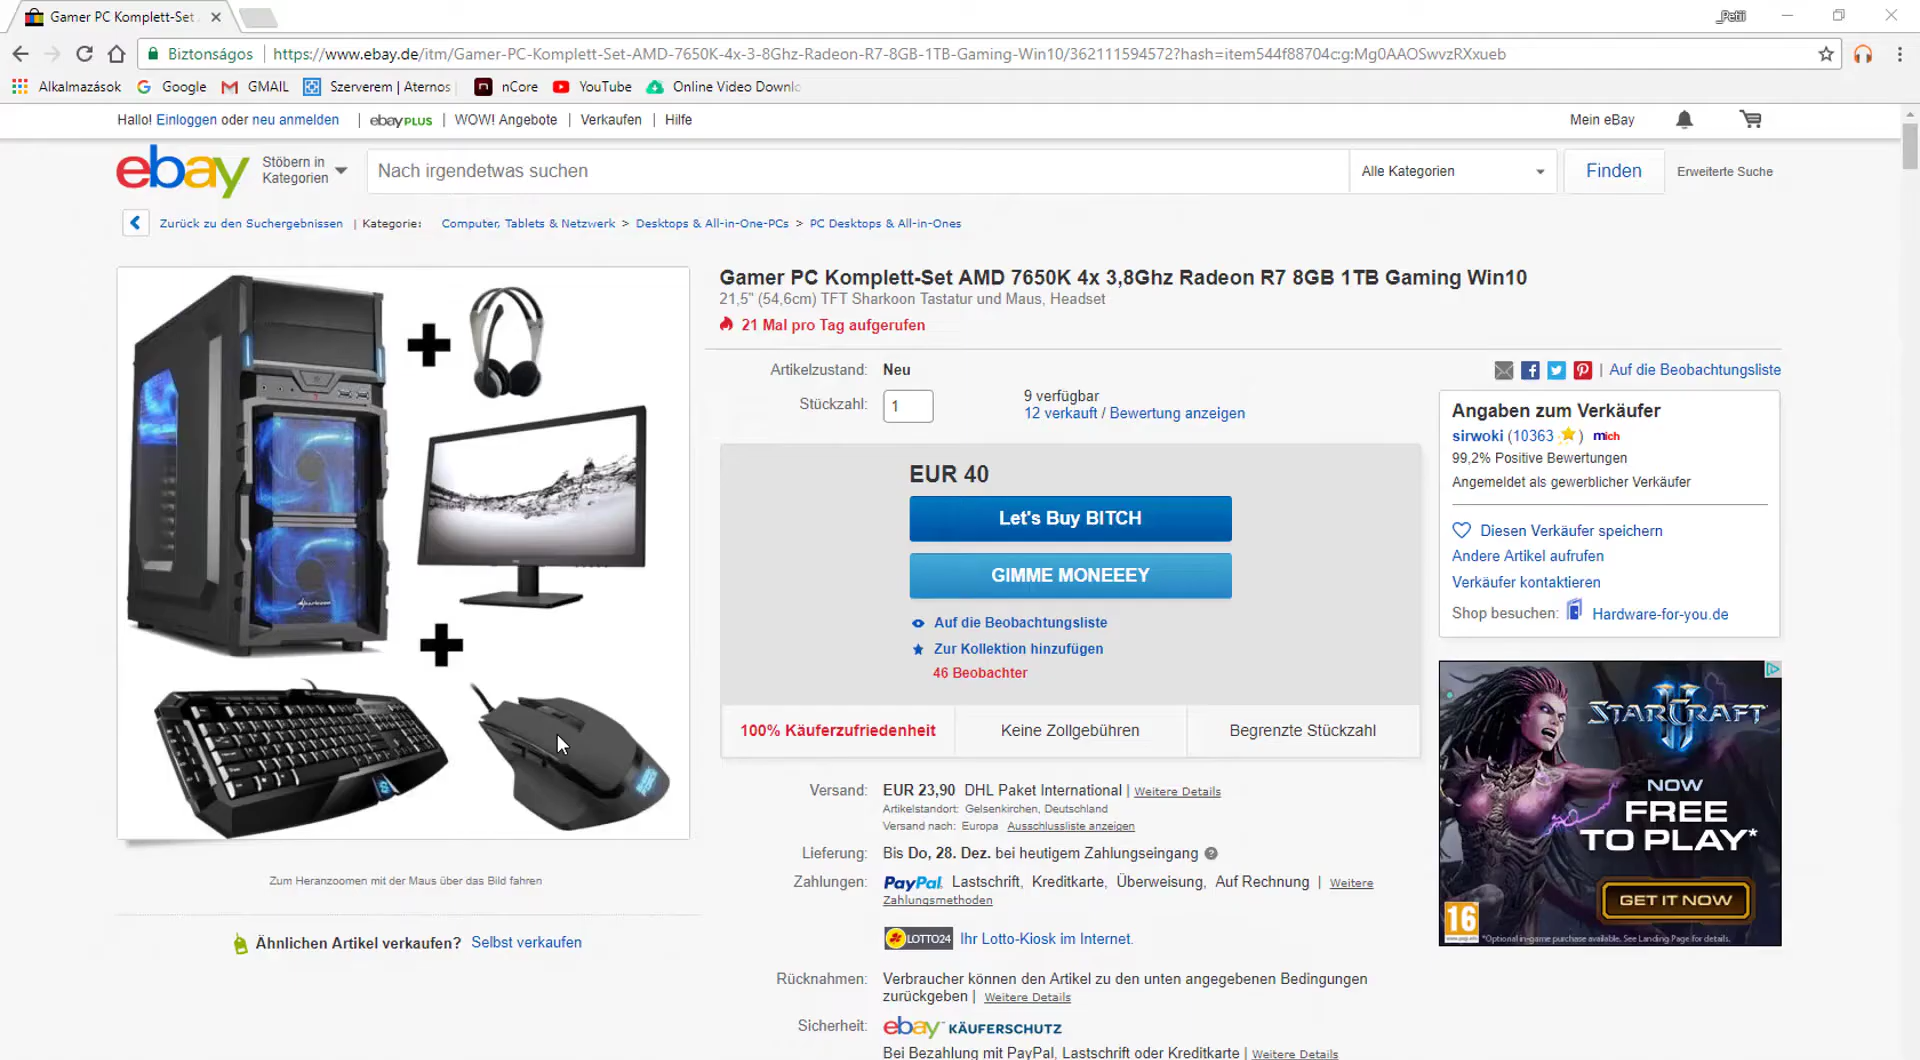 Gamer PC Komplett-Set
_Petii
Biztonságos
https://www.ebay.de/itm/Gamer-PC-Komplett-Set-AMD-7650K-4x-3-8Ghz-Radeon-R7-8GB-1TB-Gaming-Win10/362111594572?hash=item544f88704c:g:Mg0AAOSwvzRXxueb
Alkalmazások Google GMAIL Szerverem | Aternos nCore YouTube Online Video Downlo
Hallo! Einloggen oder neu anmelden | ebay PLUS | WOW! Angebote | Verkaufen | Hilfe
Mein eBay
ebay
Stöbern in
Kategorien
Nach irgendetwas suchen
Alle Kategorien
Finden
Erweiterte Suche
Zurück zu den Suchergebnissen | Kategorie: Computer, Tablets & Netzwerk > Desktops & All-in-One-PCs > PC Desktops & All-in-Ones
Zum Heranzoomen mit der Maus über das Bild fahren
Ähnlichen Artikel verkaufen? Selbst verkaufen
Gamer PC Komplett-Set AMD 7650K 4x 3,8Ghz Radeon R7 8GB 1TB Gaming Win10
21,5" (54,6cm) TFT Sharkoon Tastatur und Maus, Headset
21 Mal pro Tag aufgerufen
Artikelzustand: Neu
Stückzahl: 1
9 verfügbar
12 verkauft / Bewertung anzeigen
EUR 40
Let's Buy BITCH
GIMME MONEEEY
Auf die Beobachtungsliste
Zur Kollektion hinzufügen
46 Beobachter
100% Käuferzufriedenheit
Keine Zollgebühren
Begrenzte Stückzahl
Versand: EUR 23,90 DHL Paket International | Weitere Details
Artikelstandort: Gelsenkirchen, Deutschland
Versand nach: Europa Ausschlussliste anzeigen
Lieferung: Bis Do, 28. Dez. bei heutigem Zahlungseingang
Zahlungen: PayPal, Lastschrift, Kreditkarte, Überweisung, Auf Rechnung | Weitere
Zahlungsmethoden
LOTTO24 Ihr Lotto-Kiosk im Internet.
Rücknahmen: Verbraucher können den Artikel zu den unten angegebenen Bedingungen
zurückgeben | Weitere Details
Sicherheit: ebay KÄUFERSCHUTZ
Bei Bezahlung mit PayPal, Lastschrift oder Kreditkarte | Weitere Details
| Auf die Beobachtungsliste
Angaben zum Verkäufer
sirwoki (10363 ) mich
99,2% Positive Bewertungen
Angemeldet als gewerblicher Verkäufer
Diesen Verkäufer speichern
Andere Artikel aufrufen
Verkäufer kontaktieren
Shop besuchen: Hardware-for-you.de
STARCRAFT
II
NOW
FREE
TO PLAY*
GET IT NOW
16
*Optional in-game purchase available. See Landing Page for details.